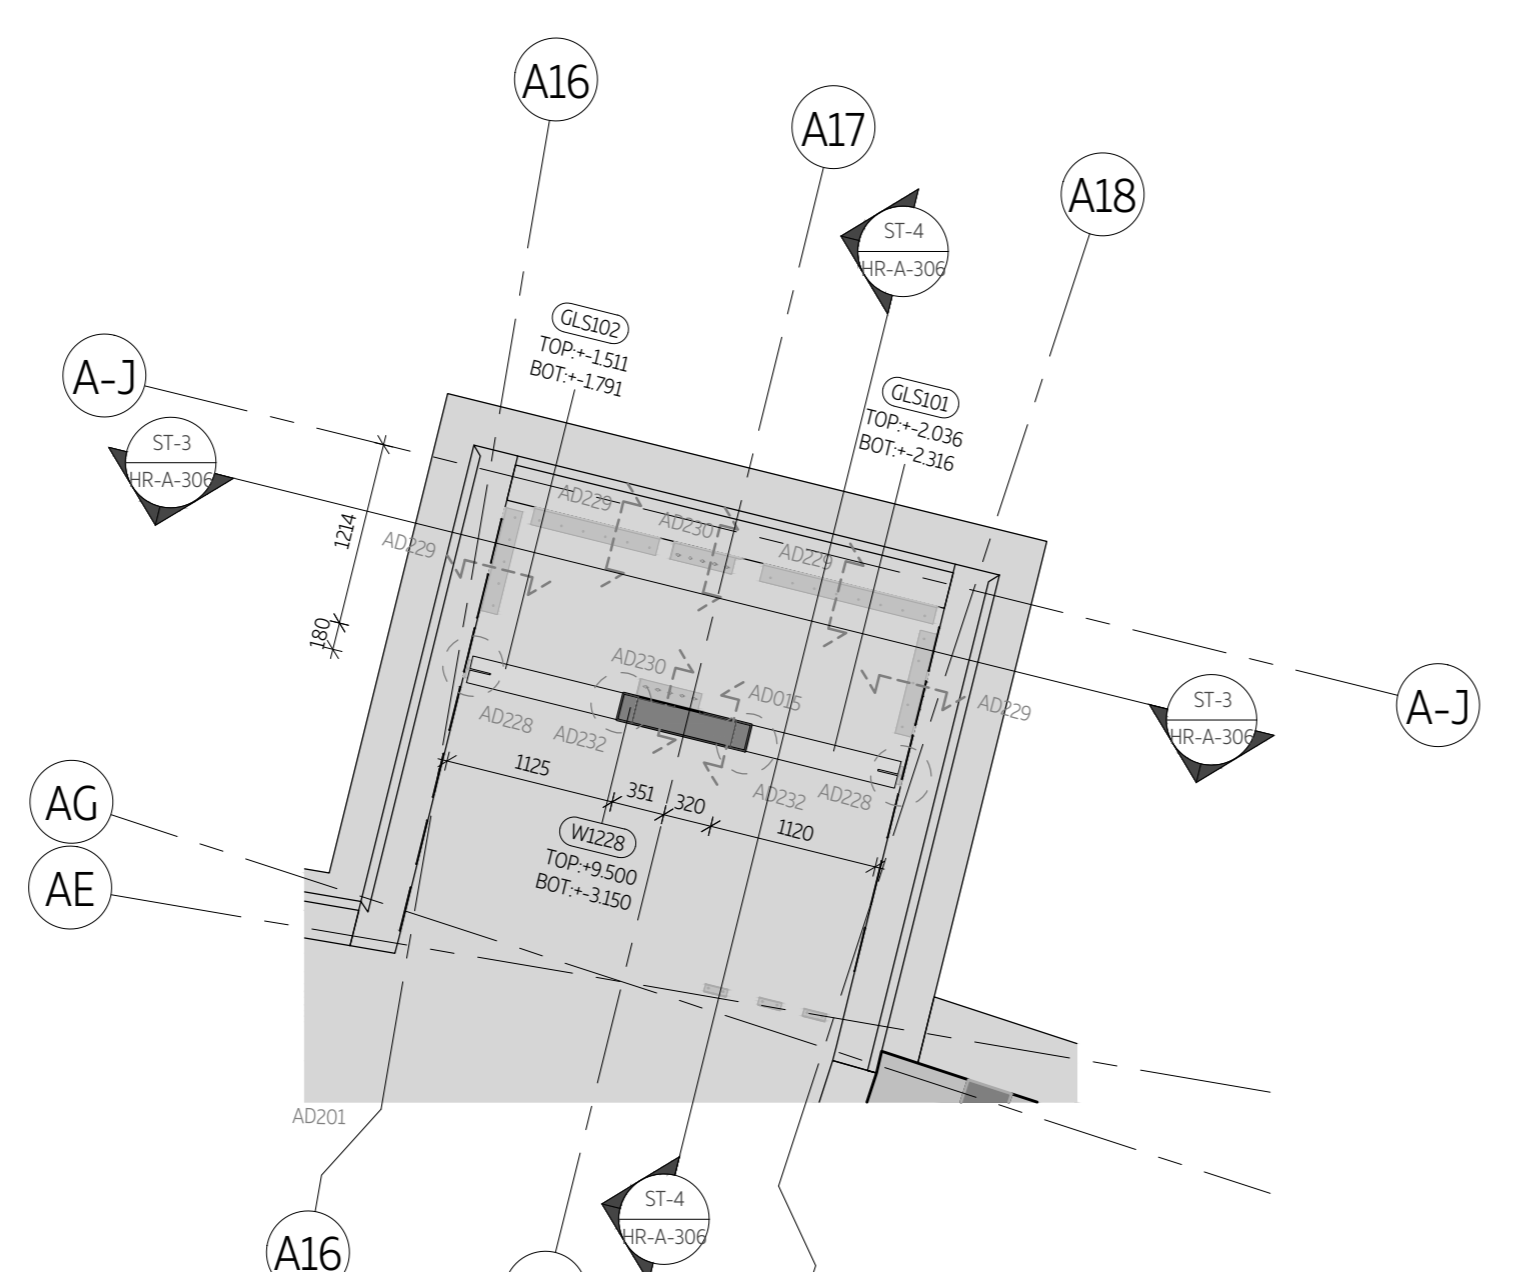 A16
A17
A18
ST-4
HR-A-306
GLS102
TOP:+-1.511
BOT:+-1.791
A-J
GLS101
TOP:+-2.036
BOT:+-2.316
ST-3
HR-A-306
AD229
AD230
AD229
AD229
1214
180
AD230
AD015
AD229
ST-3
HR-A-306
A-J
AD228
AD232
1125
351
320
AD232
AD228
1120
AG
W1228
TOP:+9.500
BOT:+-3.150
AE
AD201
ST-4
HR-A-306
A16